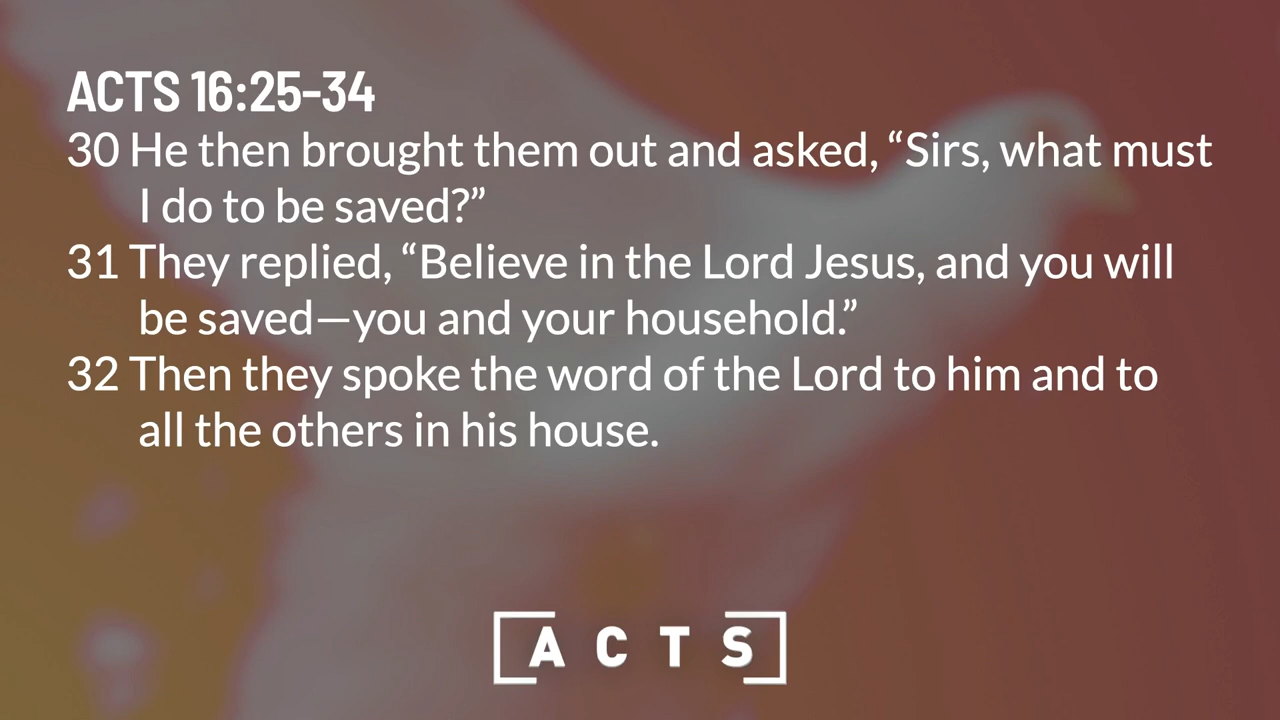 ACTS 16:25-34
30 He then brought them out and asked, “Sirs, what must
I do to be saved?”
31 They replied, “Believe in the Lord Jesus, and you will
be saved—you and your household.”
32 Then they spoke the word of the Lord to him and to
all the others in his house.
ACTS